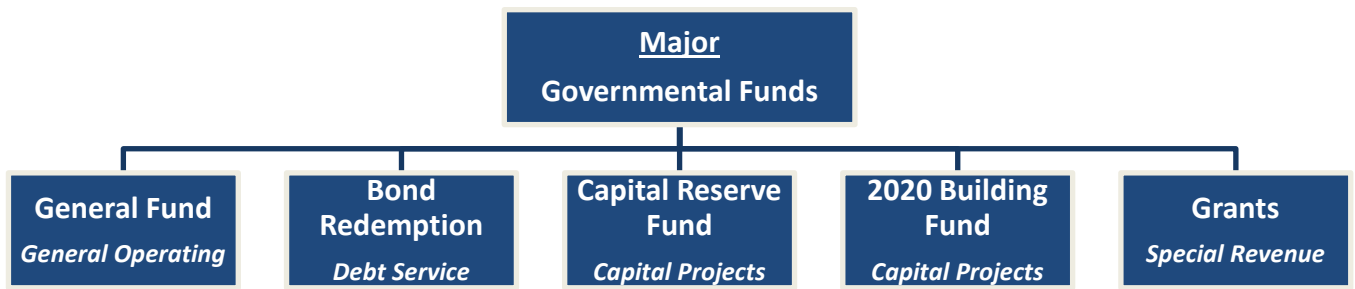 Major
Governmental Funds
General Fund
General Operating
Bond
Redemption
Debt Service
Capital Reserve
Fund
Capital Projects
2020 Building
Fund
Capital Projects
Grants
Special Revenue